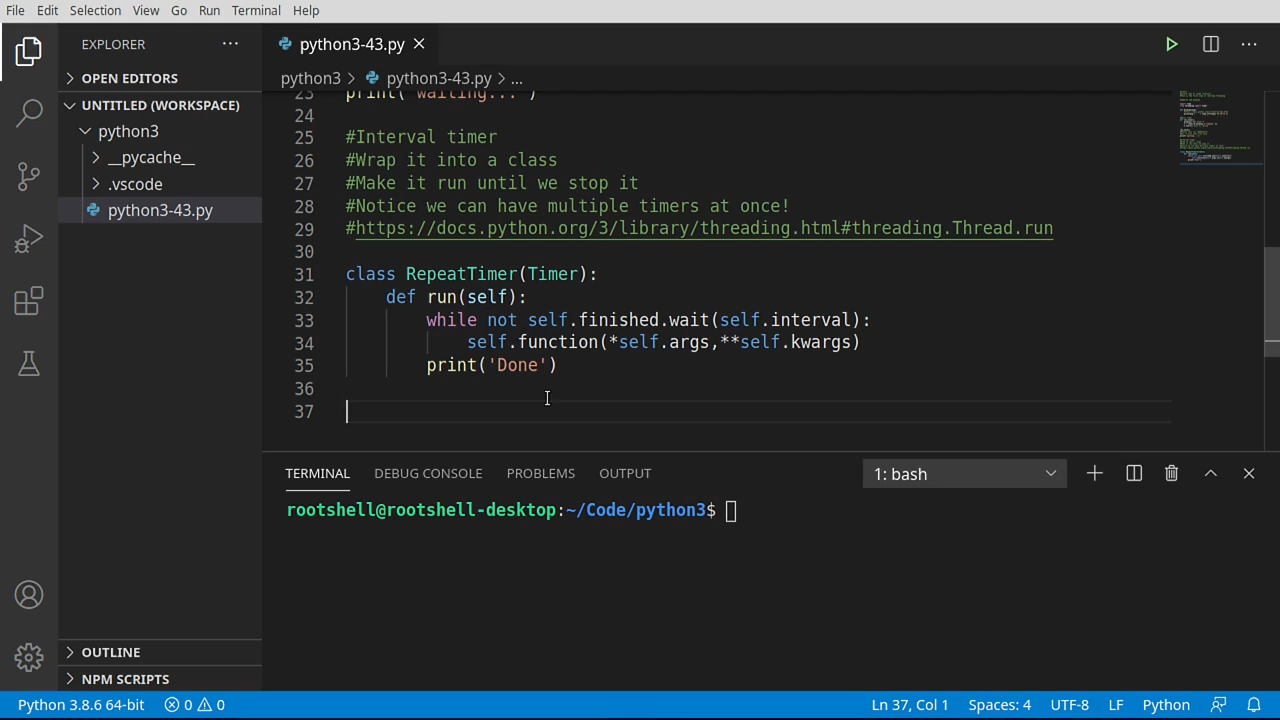 File Edit Selection View Go Run Terminal Help
EXPLORER
OPEN EDITORS
UNTITLED (WORKSPACE)
python3
__pycache__
.vscode
python3-43.py
OUTLINE
NPM SCRIPTS
python3-43.py
python3 > python3-43.py > ...
23 print("waiting...")
24
25 #Interval timer
26 #Wrap it into a class
27 #Make it run until we stop it
28 #Notice we can have multiple timers at once!
29 #https://docs.python.org/3/library/threading.html#threading.Thread.run
30
31 class RepeatTimer(Timer):
32 def run(self):
33 while not self.finished.wait(self.interval):
34 self.function(*self.args,**self.kwargs)
35 print('Done')
36
37
TERMINAL DEBUG CONSOLE PROBLEMS OUTPUT 1: bash
rootshell@rootshell-desktop:~/Code/python3$
Python 3.8.6 64-bit 0 0 Ln 37, Col 1 Spaces: 4 UTF-8 LF Python